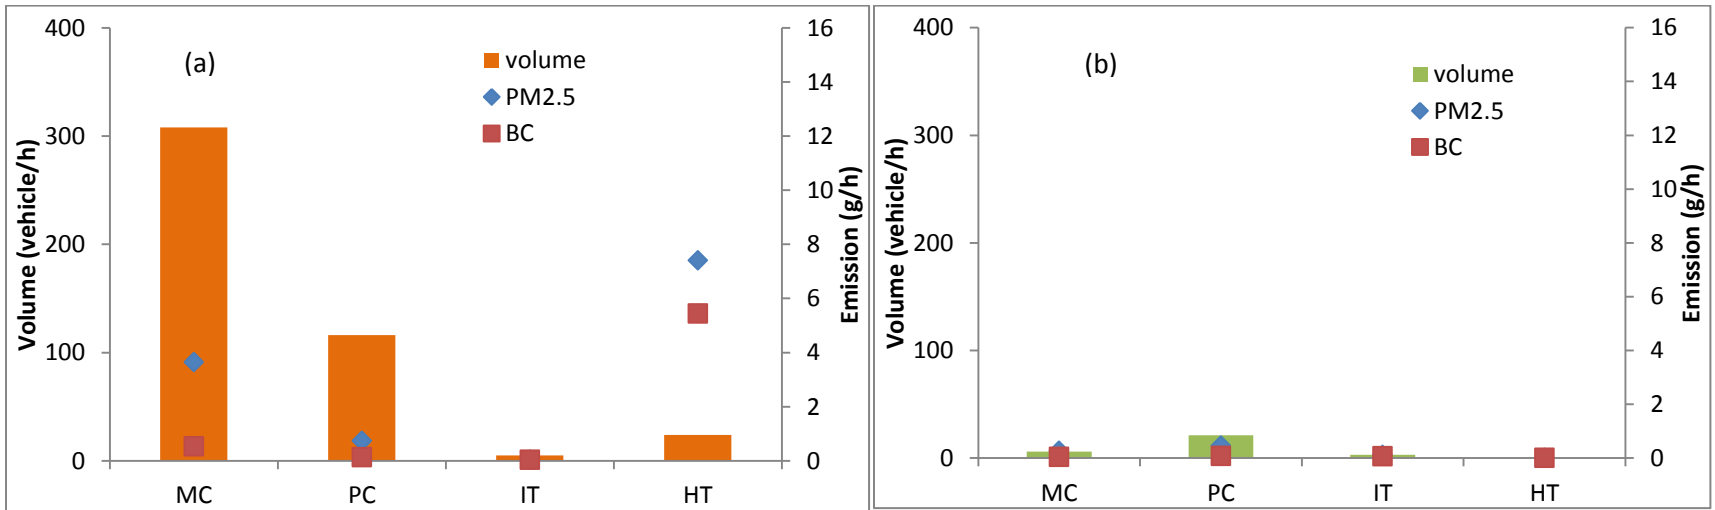 400
300
200
100
0
Volume (vehicle/h)
(a)
volume
PM2.5
BC
16
14
12
10
8
6
4
2
0
Emission (g/h)
MC PC IT HT
400
300
200
100
0
Volume (vehicle/h)
(b)
volume
PM2.5
BC
16
14
12
10
8
6
4
2
0
Emission (g/h)
MC PC IT HT